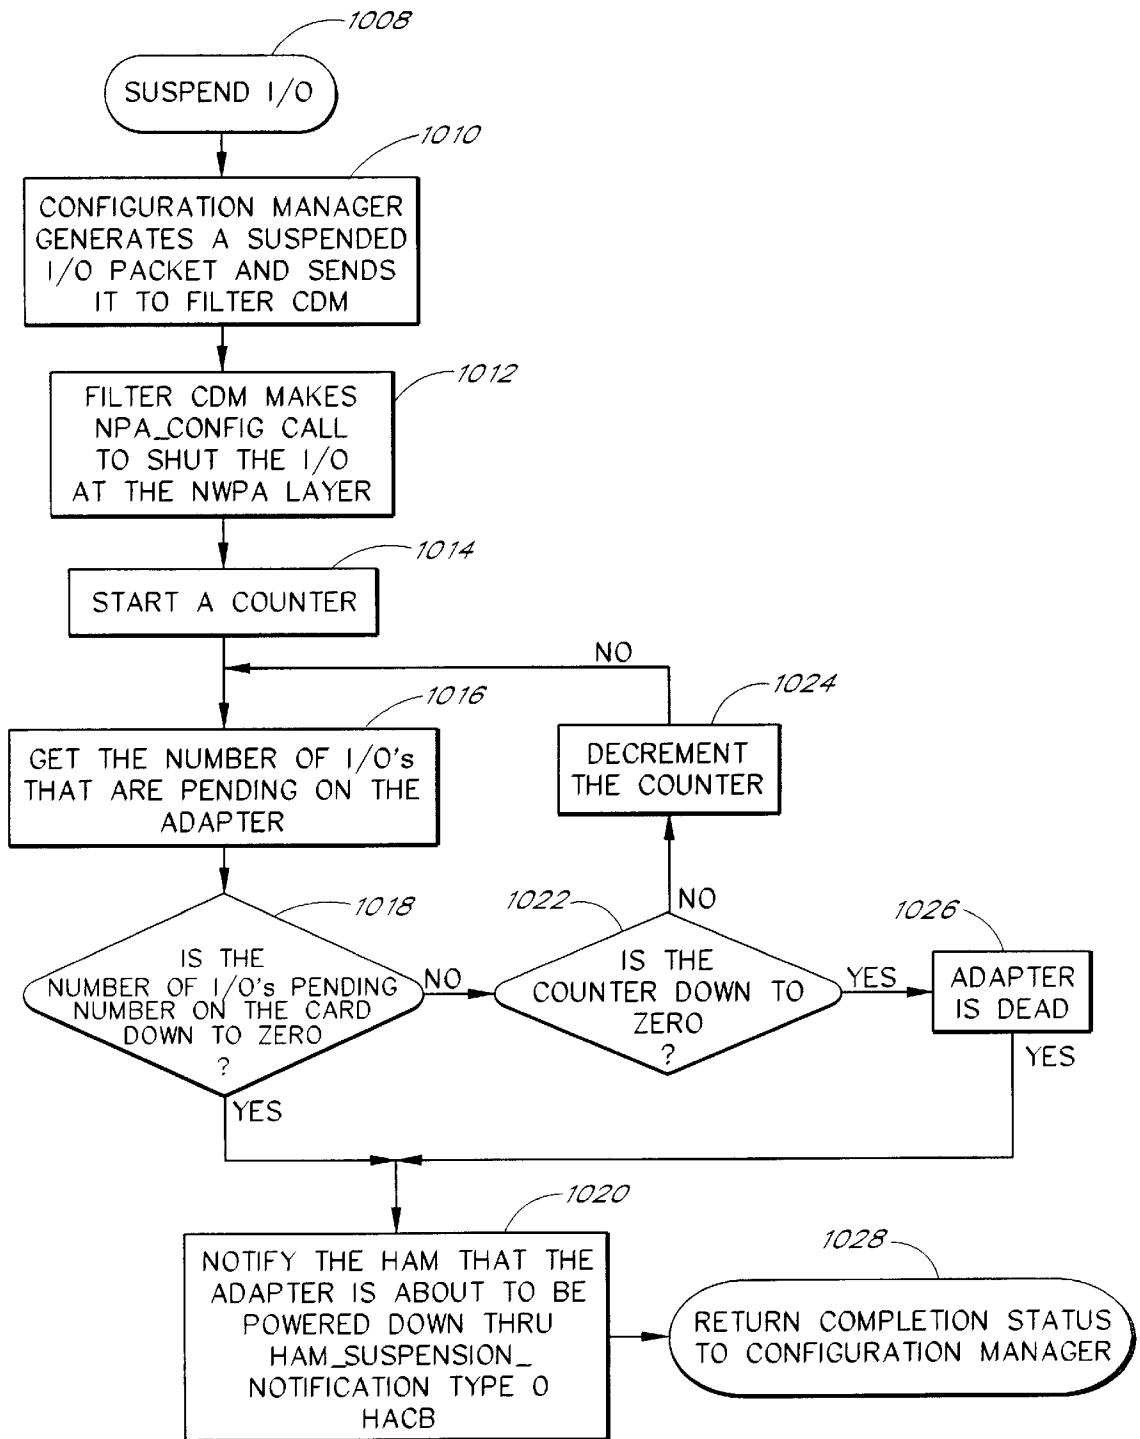 1008
SUSPEND I/O
1010
CONFIGURATION MANAGER
GENERATES A SUSPENDED
I/O PACKET AND SENDS
IT TO FILTER CDM
1012
FILTER CDM MAKES
NPA_CONFIG CALL
TO SHUT THE I/O
AT THE NWPA LAYER
1014
START A COUNTER
NO
1024
DECREMENT
THE COUNTER
1016
GET THE NUMBER OF I/O's
THAT ARE PENDING ON THE
ADAPTER
1018
IS THE
NUMBER OF I/O's PENDING
NUMBER ON THE CARD
DOWN TO ZERO
?
NO
YES
1022
NO
IS THE
COUNTER DOWN TO
ZERO
?
YES
1026
ADAPTER
IS DEAD
YES
1020
NOTIFY THE HAM THAT THE
ADAPTER IS ABOUT TO BE
POWERED DOWN THRU
HAM_SUSPENSION_
NOTIFICATION TYPE 0
HACB
1028
RETURN COMPLETION STATUS
TO CONFIGURATION MANAGER